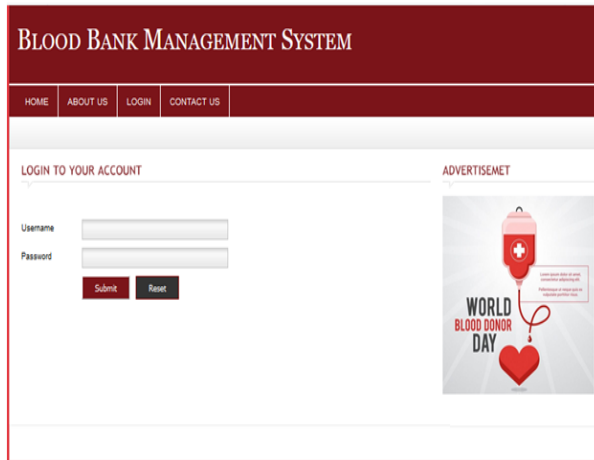 BLOOD BANK MANAGEMENT SYSTEM
HOME ABOUT US LOGIN CONTACT US
LOGIN TO YOUR ACCOUNT
ADVERTISEMET
Username
Password
Submit Reset
WORLD
BLOOD DONOR
DAY